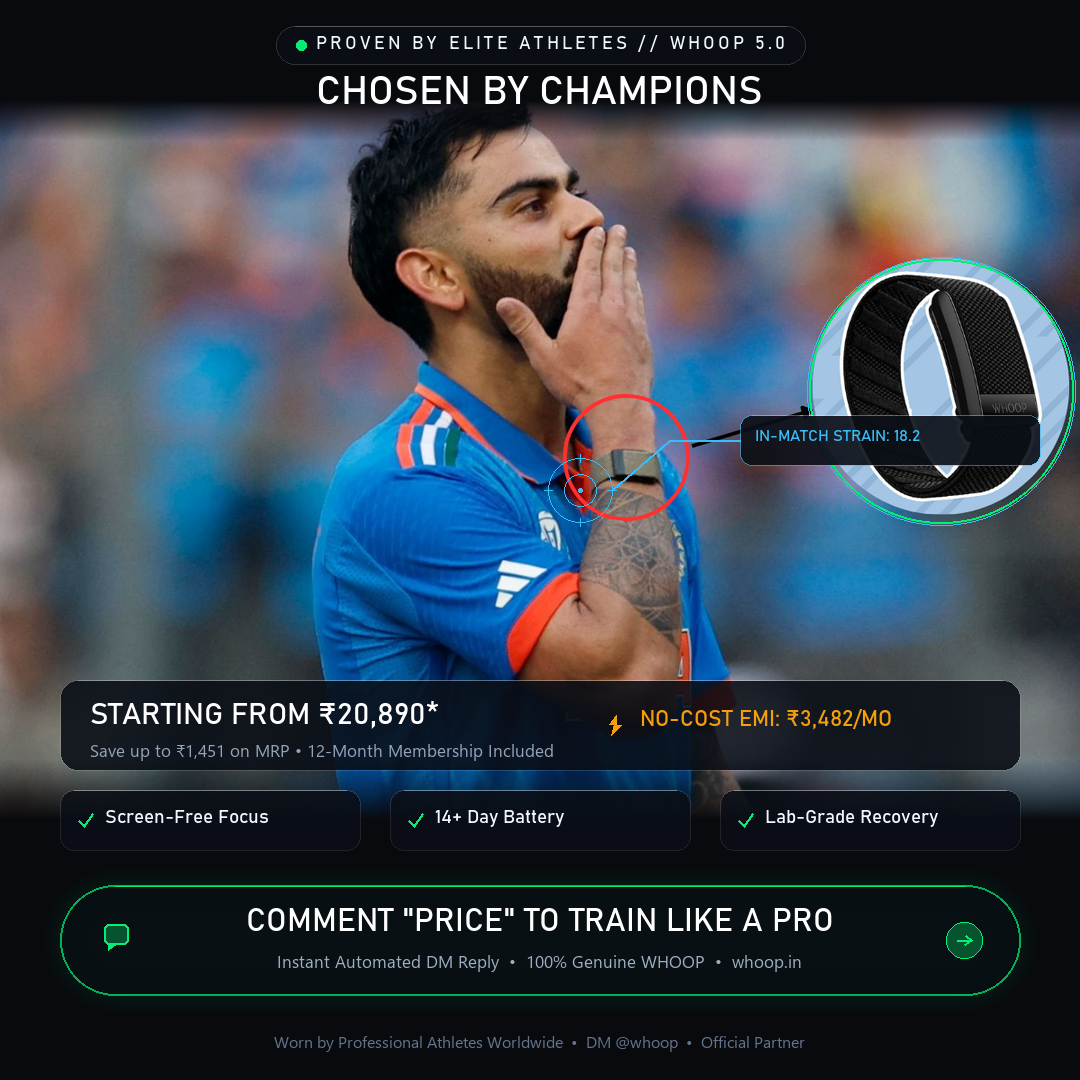 PROVEN BY ELITE ATHLETES // WHOOP 5.0
CHOSEN BY CHAMPIONS
WHOOP
IN-MATCH STRAIN: 18.2
STARTING FROM ₹20,890*
NO-COST EMI: ₹3,482/MO
Save up to ₹1,451 on MRP • 12-Month Membership Included
Screen-Free Focus
14+ Day Battery
Lab-Grade Recovery
COMMENT "PRICE" TO TRAIN LIKE A PRO
Instant Automated DM Reply • 100% Genuine WHOOP • whoop.in
Worn by Professional Athletes Worldwide • DM @whoop • Official Partner